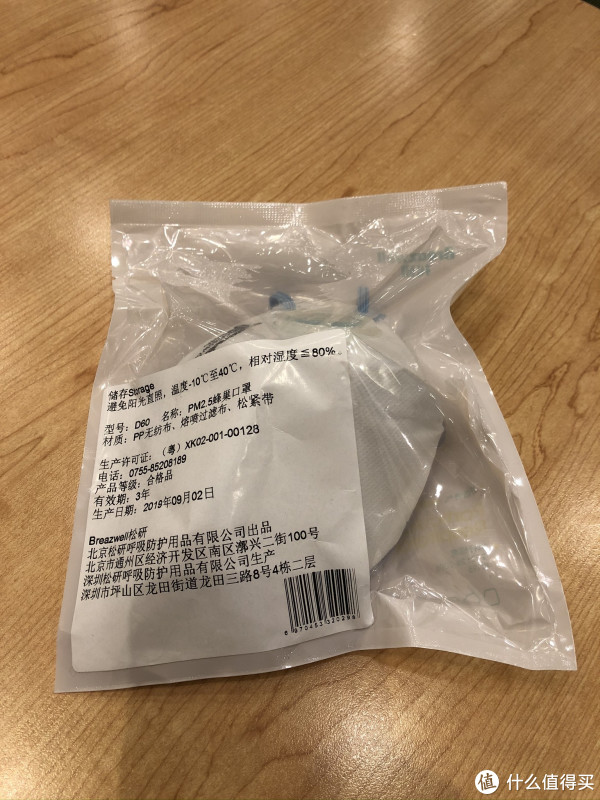 储存Storage
避免阳光直照，温度-10℃至40℃，相对湿度≦80%
型号：D60 名称：PM2.5蜂巢口罩
材质：PP无纺布、熔喷过滤布、松紧带
生产许可证：（粤）XK02-001-00128
电话：0755-85208189
产品等级：合格品
有效期：3年
生产日期：2019年09月02日
Breazwell松研
北京松研呼吸防护用品有限公司出品
北京市通州区经济开发区南区漷兴二街100号
深圳松研呼吸防护用品有限公司生产
深圳市坪山区龙田街道龙田三路8号4栋二层
值 什么值得买